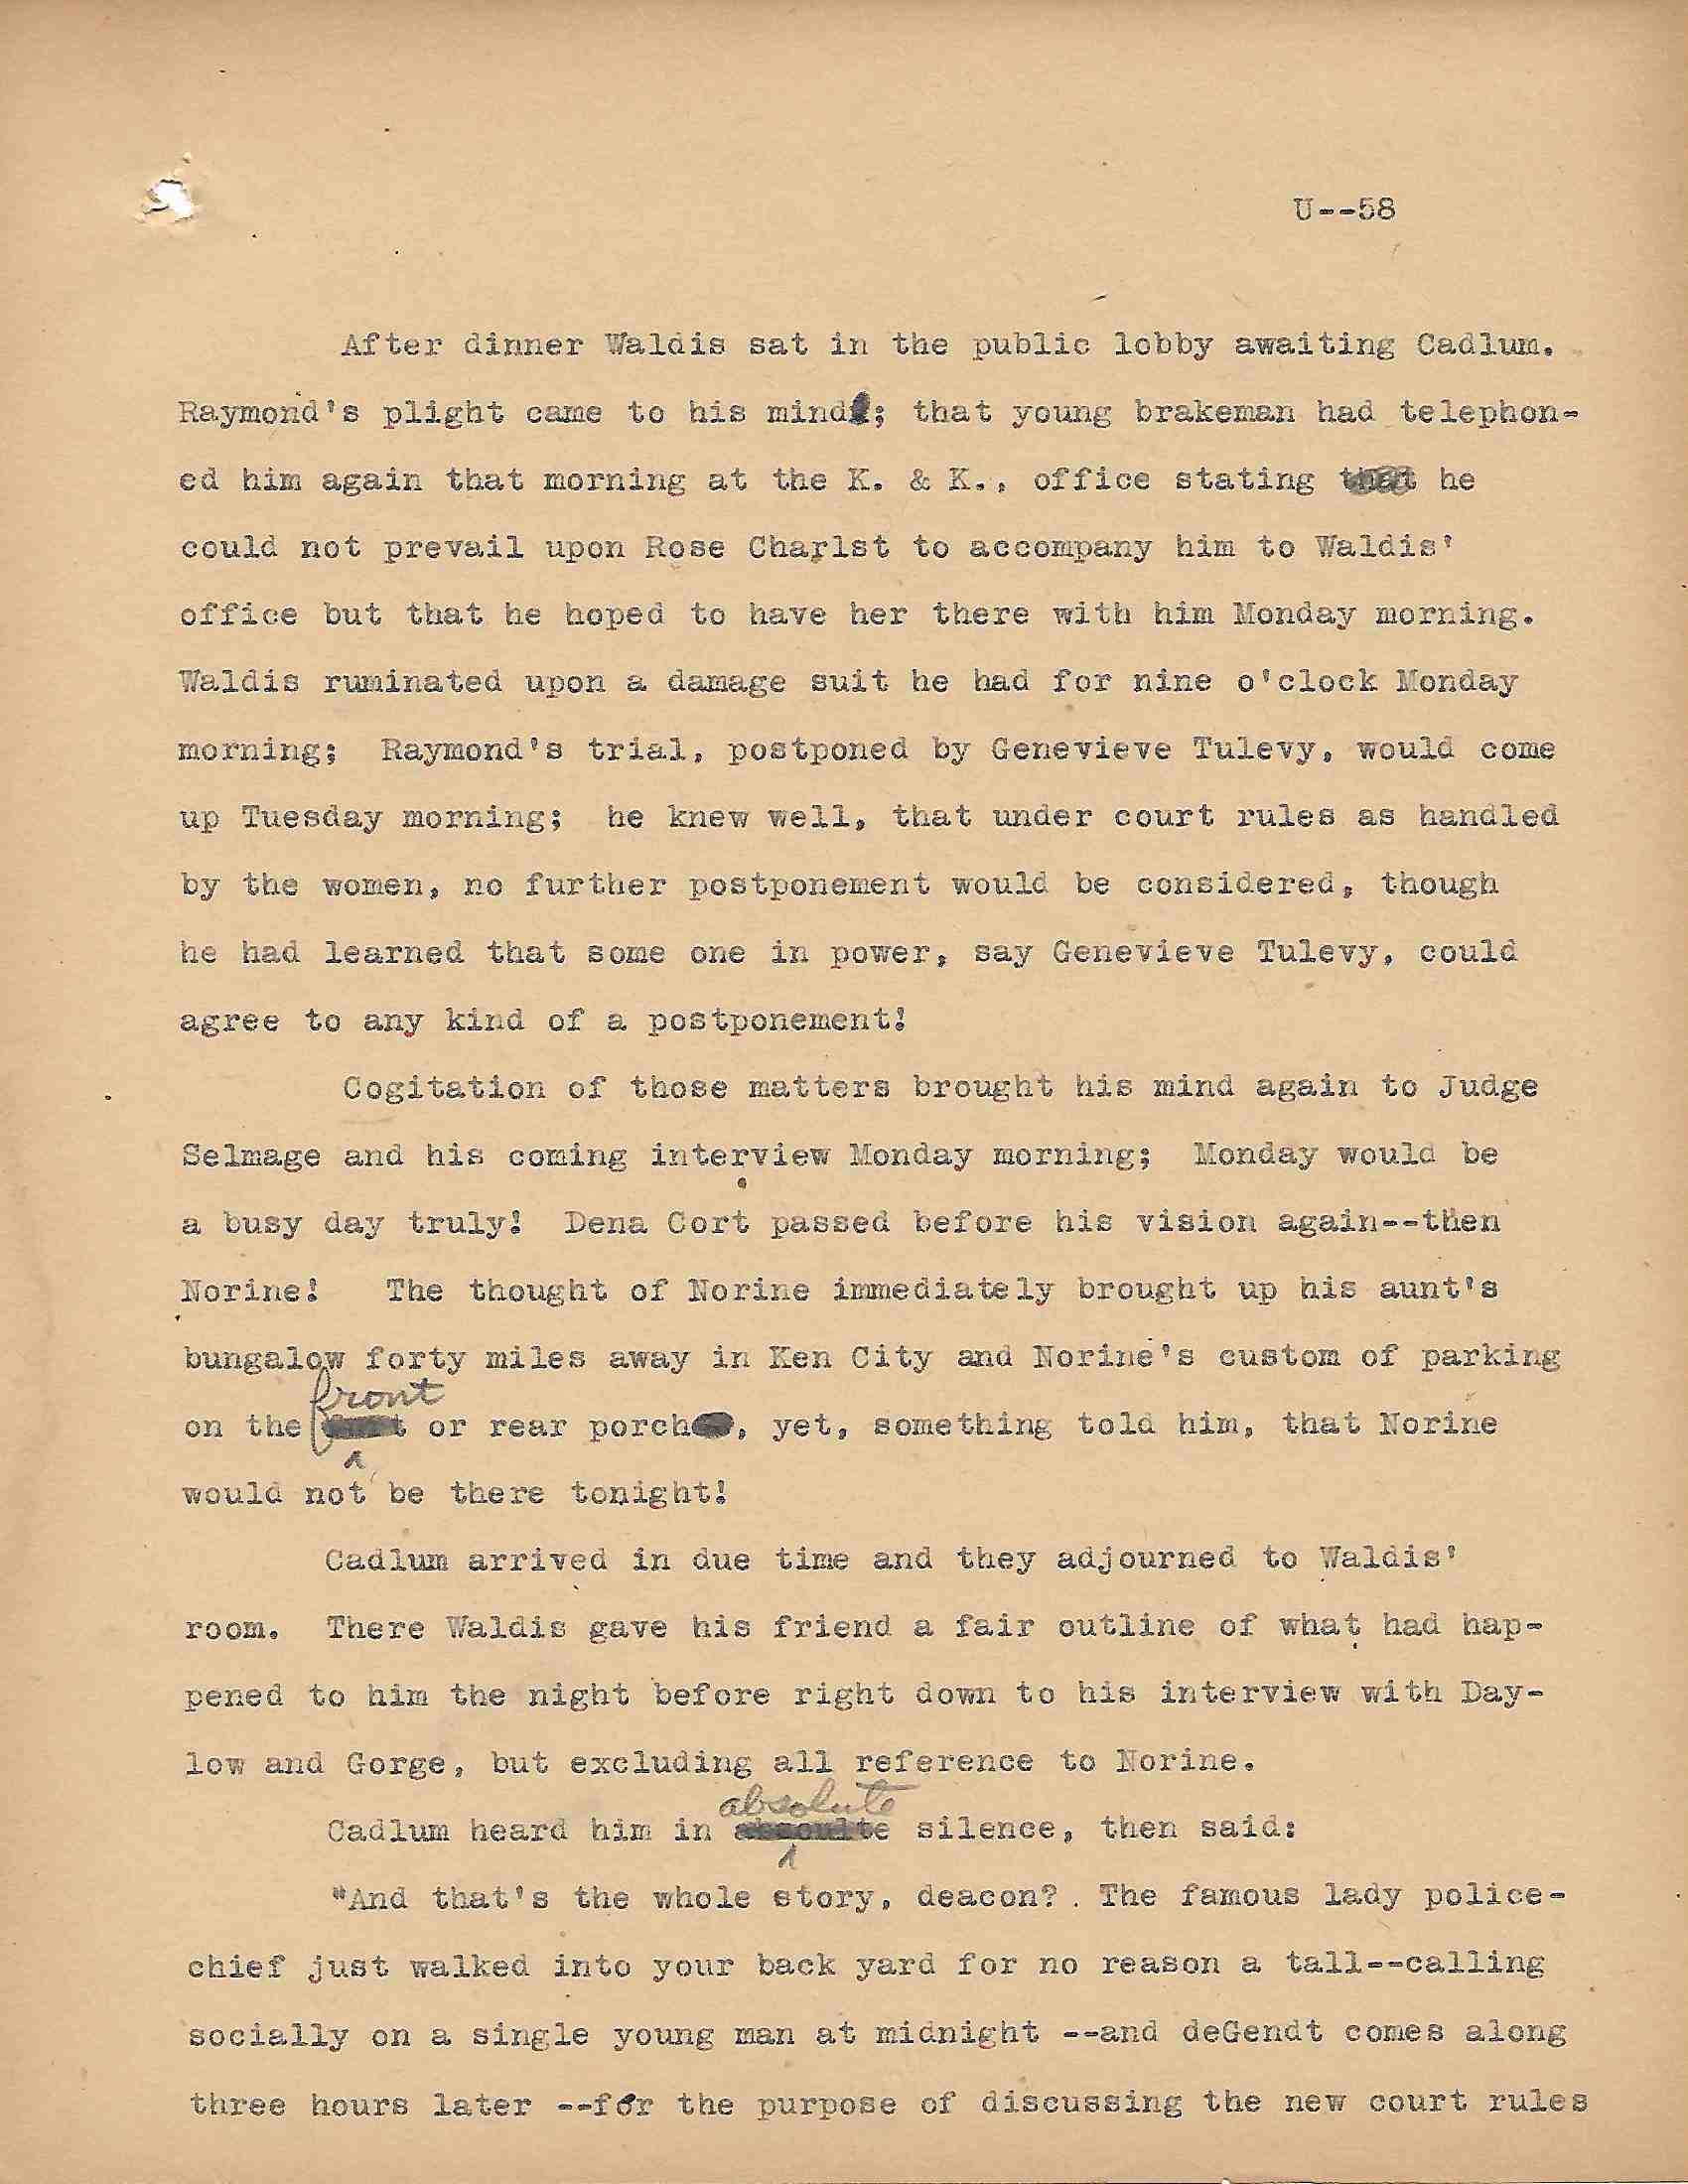 U--58
After dinner Waldis sat in the public lobby awaiting Cadlum.
Raymond's plight came to his mind; that young brakeman had telephon-
ed him again that morning at the K. & K., office stating that he
could not prevail upon Rose Charlst to accompany him to Waldis'
office but that he hoped to have her there with him Monday morning.
Waldis ruminated upon a damage suit he had for nine o'clock Monday
morning; Raymond's trial, postponed by Genevieve Tulevy, would come
up Tuesday morning; he knew well, that under court rules as handled
by the women, no further postponement would be considered, though
he had learned that some one in power, say Genevieve Tulevy, could
agree to any kind of a postponement!
Cogitation of those matters brought his mind again to Judge
Selmage and his coming interview Monday morning; Monday would be
a busy day truly! Dena Cort passed before his vision again--then
Norine! The thought of Norine immediately brought up his aunt's
bungalow forty miles away in Ken City and Norine's custom of parking
front
on the or rear porch, yet, something told him, that Norine
would not be there tonight!
Cadlum arrived in due time and they adjourned to Waldis'
room. There Waldis gave his friend a fair outline of what had hap-
pened to him the night before right down to his interview with Day-
low and Gorge, but excluding all reference to Norine.
absolute
Cadlum heard him in absoulte silence, then said:
"And that's the whole story, deacon?. The famous lady police-
chief just walked into your back yard for no reason a tall--calling
socially on a single young man at midnight --and deGendt comes along
three hours later --for the purpose of discussing the new court rules